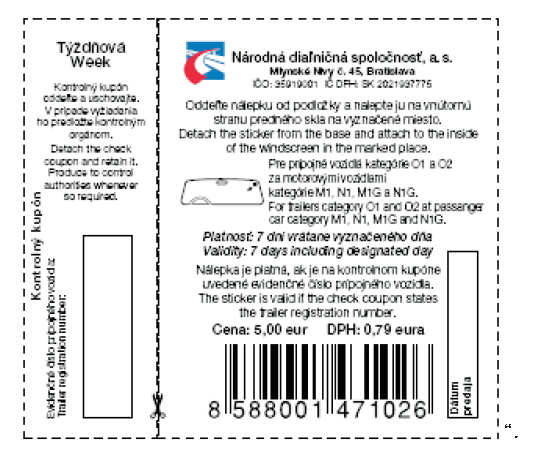 Týždňová
Week
Kontrolný kupón
oddeľte a uschovajte.
V prípade vyžiadania
ho predložte kontrolným
orgánom.
Detach the check
coupon and retain it.
Produce to control
authorities whenever
so required.
Kontrolný kupón
Evidenčné číslo prípojného vozidla:
Trailer registration number:
Národná diaľničná spoločnosť, a. s.
Mlynské Nivy č. 45, Bratislava
IČO: 35919001 IČ DPH: SK 2021937775
Oddeľte nálepku od podložky a nalepte ju na vnútornú
stranu predného skla na vyznačené miesto.
Detach the sticker from the base and attach to the inside
of the windscreen in the marked place.
Pre prípojné vozidlá kategórie O1 a O2
za motorovými vozidlami
kategórie M1, N1, M1G a N1G.
For trailers category O1 and O2 at passenger
car category M1, N1, M1G and N1G.
Platnosť: 7 dní vrátane vyznačeného dňa
Validity: 7 days including designated day
Nálepka je platná, ak je na kontrolnom kupóne
uvedené evidenčné číslo prípojného vozidla.
The sticker is valid if the check coupon states
the trailer registration number.
Cena: 5,00 eur DPH: 0,79 eura
8 588001 471026
Dátum
predaja
“.